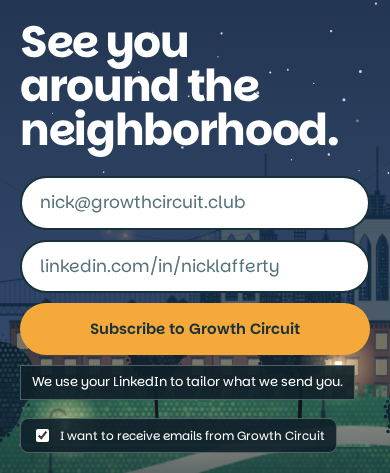 See you
around the
neighborhood.
nick@growthcircuit.club
linkedin.com/in/nicklafferty
Subscribe to Growth Circuit
We use your LinkedIn to tailor what we send you.
I want to receive emails from Growth Circuit